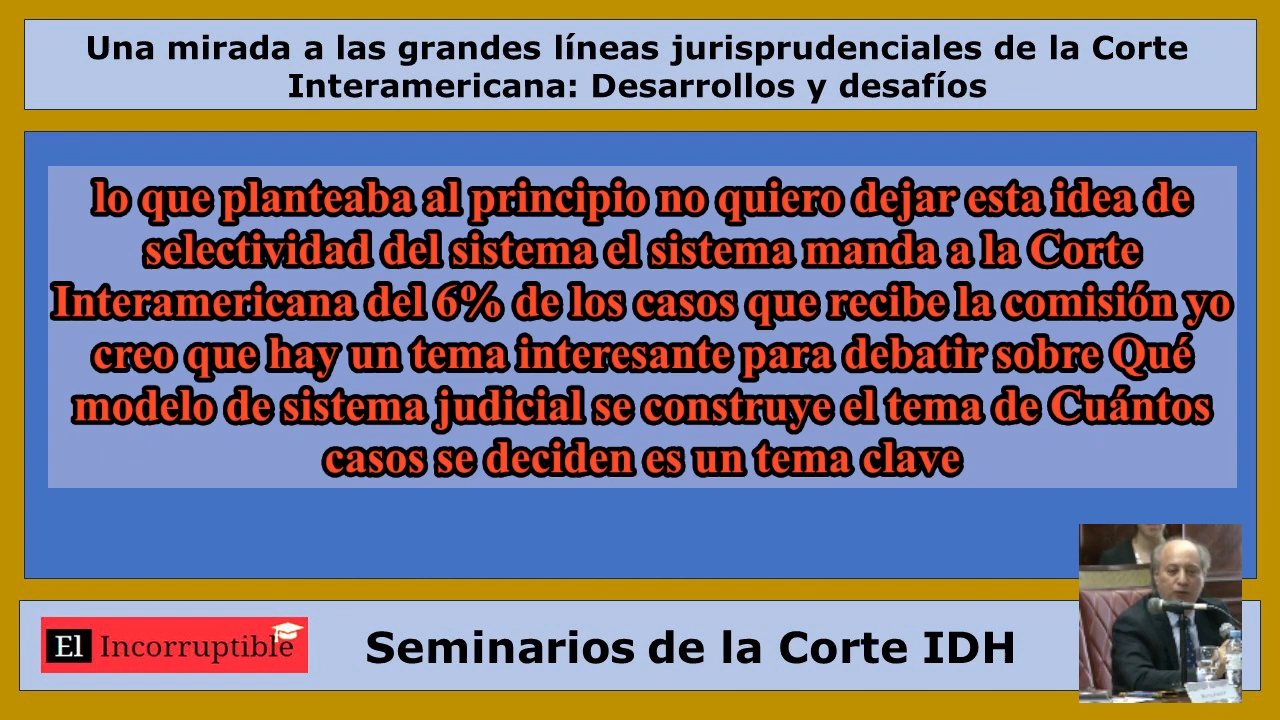 Una mirada a las grandes líneas jurisprudenciales de la Corte
Interamericana: Desarrollos y desafíos
lo que planteaba al principio no quiero dejar esta idea de
selectividad del sistema el sistema manda a la Corte
Interamericana del 6% de los casos que recibe la comisión yo
creo que hay un tema interesante para debatir sobre Qué
modelo de sistema judicial se construye el tema de Cuántos
casos se deciden es un tema clave
El Incorruptible
Seminarios de la Corte IDH